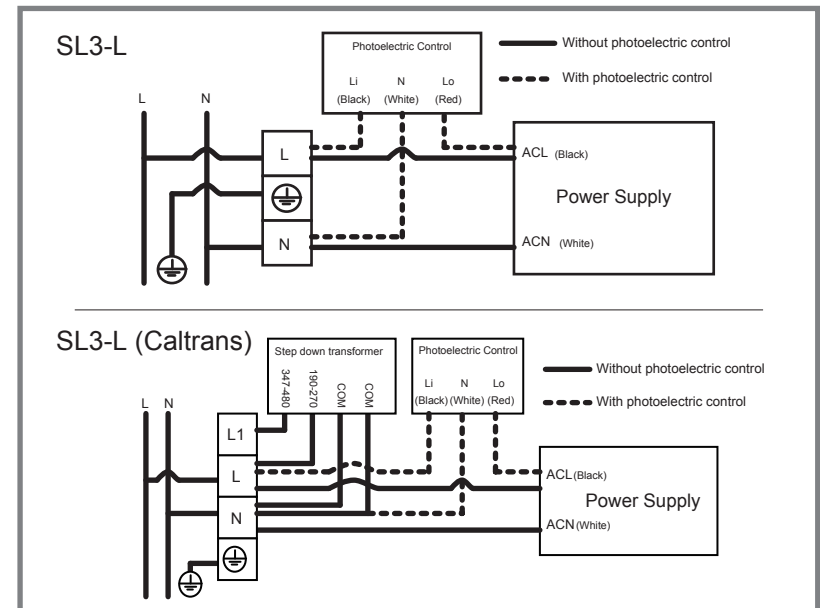 SL3-L
Photoelectric Control
Without photoelectric control
With photoelectric control
Li N Lo
(Black) (White) (Red)
L N
L
N
ACL (Black)
Power Supply
ACN (White)
SL3-L (Caltrans)
Step down transformer
Photoelectric Control
347-480 190-270 COM COM
Li N Lo
(Black) (White) (Red)
Without photoelectric control
With photoelectric control
L N
L1
L
N
ACL (Black)
Power Supply
ACN (White)